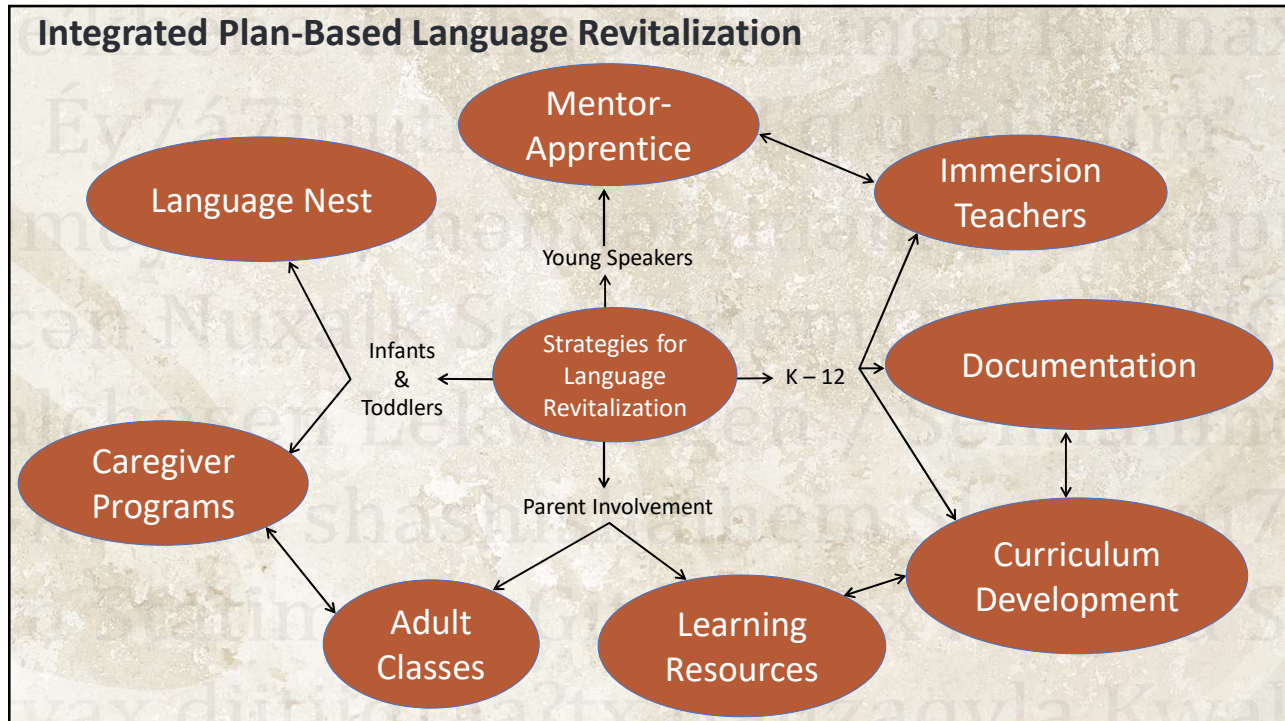 Integrated Plan-Based Language Revitalization
Mentor-
Apprentice
Immersion
Teachers
Language Nest
Young Speakers
Strategies for
Language
Revitalization
Infants
&
Toddlers
K – 12
Documentation
Caregiver
Programs
Parent Involvement
Curriculum
Development
Adult
Classes
Learning
Resources
Nuxalk